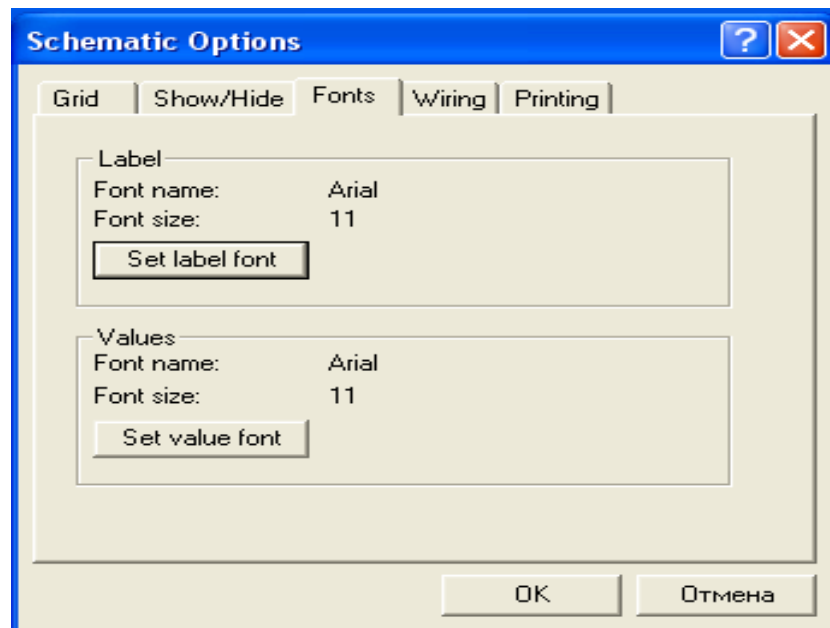 Schematic Options
?
Grid Show/Hide Fonts Wiring Printing
Label
Font name: Arial
Font size: 11
Set label font
Values
Font name: Arial
Font size: 11
Set value font
OK Отмена